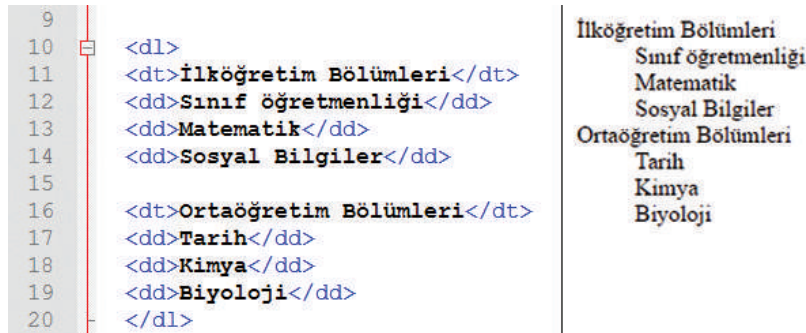 9
10 <dl>
11 <dt>İlköğretim Bölümleri</dt>
12 <dd>Sınıf öğretmenliği</dd>
13 <dd>Matematik</dd>
14 <dd>Sosyal Bilgiler</dd>
15
16 <dt>Ortaöğretim Bölümleri</dt>
17 <dd>Tarih</dd>
18 <dd>Kimya</dd>
19 <dd>Biyoloji</dd>
20 </dl>
İlköğretim Bölümleri
Sınıf öğretmenliği
Matematik
Sosyal Bilgiler
Ortaöğretim Bölümleri
Tarih
Kimya
Biyoloji